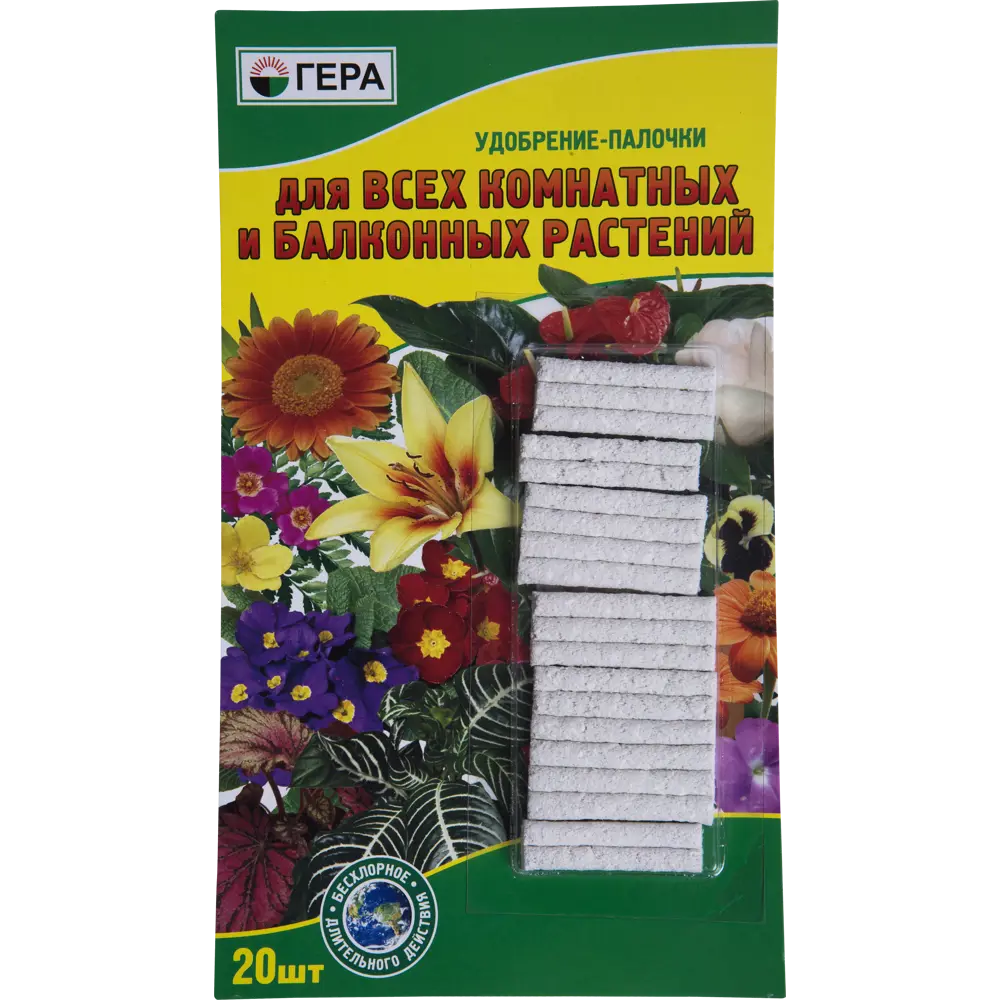 ГЕРА
УДОБРЕНИЕ-ПАЛОЧКИ
для ВСЕХ КОМНАТНЫХ
и БАЛКОННЫХ РАСТЕНИЙ
БЕСХЛОРНОЕ
ДЛИТЕЛЬНОГО ДЕЙСТВИЯ
20шт